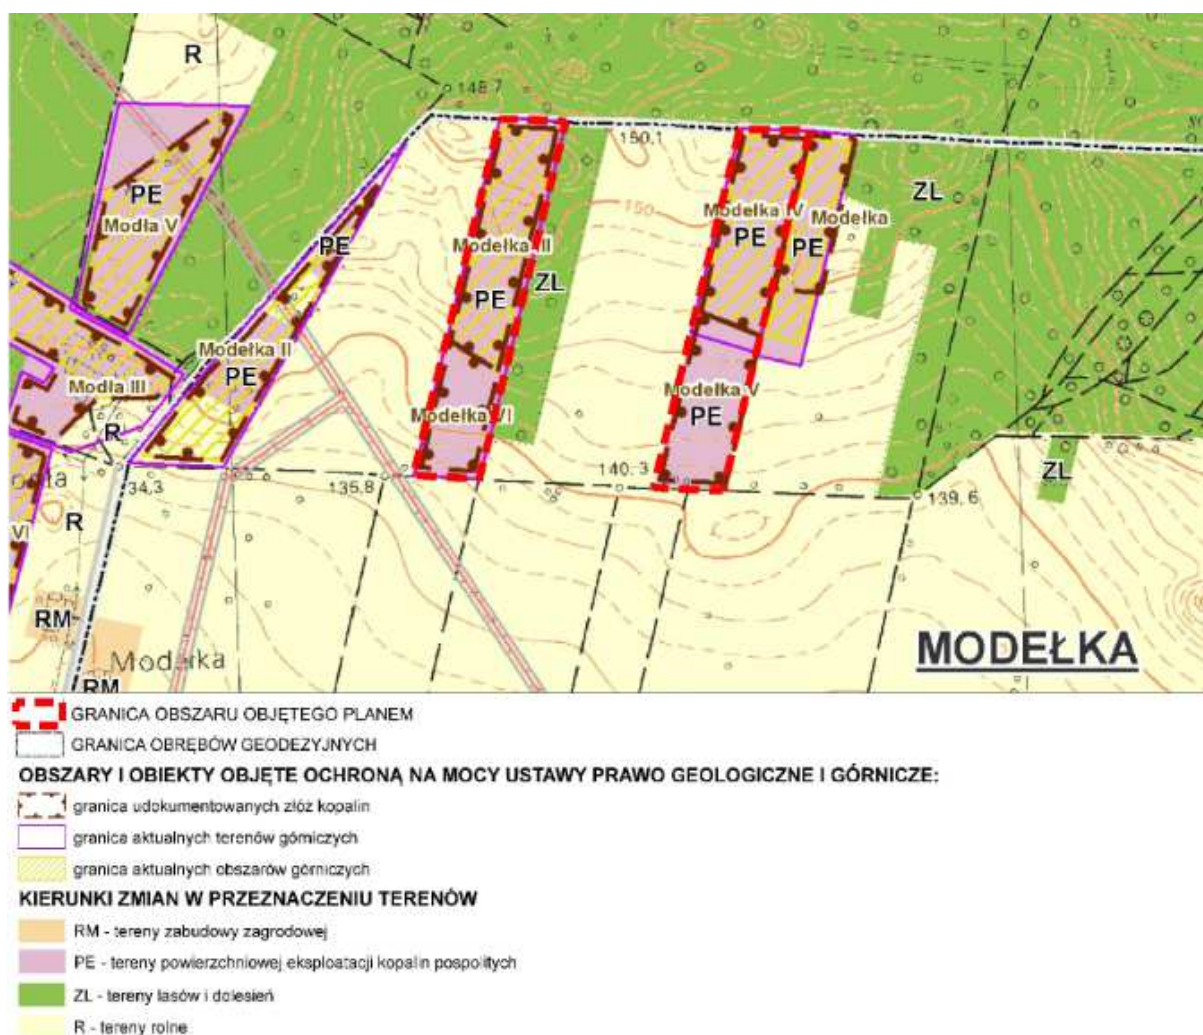 R
148.7
150,1
PE
Modła V
PE
ZL
150
Modełka IV
Modełka
PE
PE
Modełka II
PE
ZL
PE
Modełka II
PE
Modła III
R
Modełka VI
Modełka V
PE
34,3
135,8
140,3
139,6
ZL
R
VI
RM
Modełka
RM
MODEŁKA
GRANICA OBSZARU OBJĘTEGO PLANEM
GRANICA OBRĘBÓW GEODEZYJNYCH
OBSZARY I OBIEKTY OBJĘTE OCHRONĄ NA MOCY USTAWY PRAWO GEOLOGICZNE I GÓRNICZE:
granica udokumentowanych złóż kopalin
granica aktualnych terenów górniczych
granica aktualnych obszarów górniczych
KIERUNKI ZMIAN W PRZEZNACZENIU TERENÓW
RM - tereny zabudowy zagrodowej
PE - tereny powierzchniowej eksploatacji kopalin pospolitych
ZL - tereny lasów i dolesień
R - tereny rolne